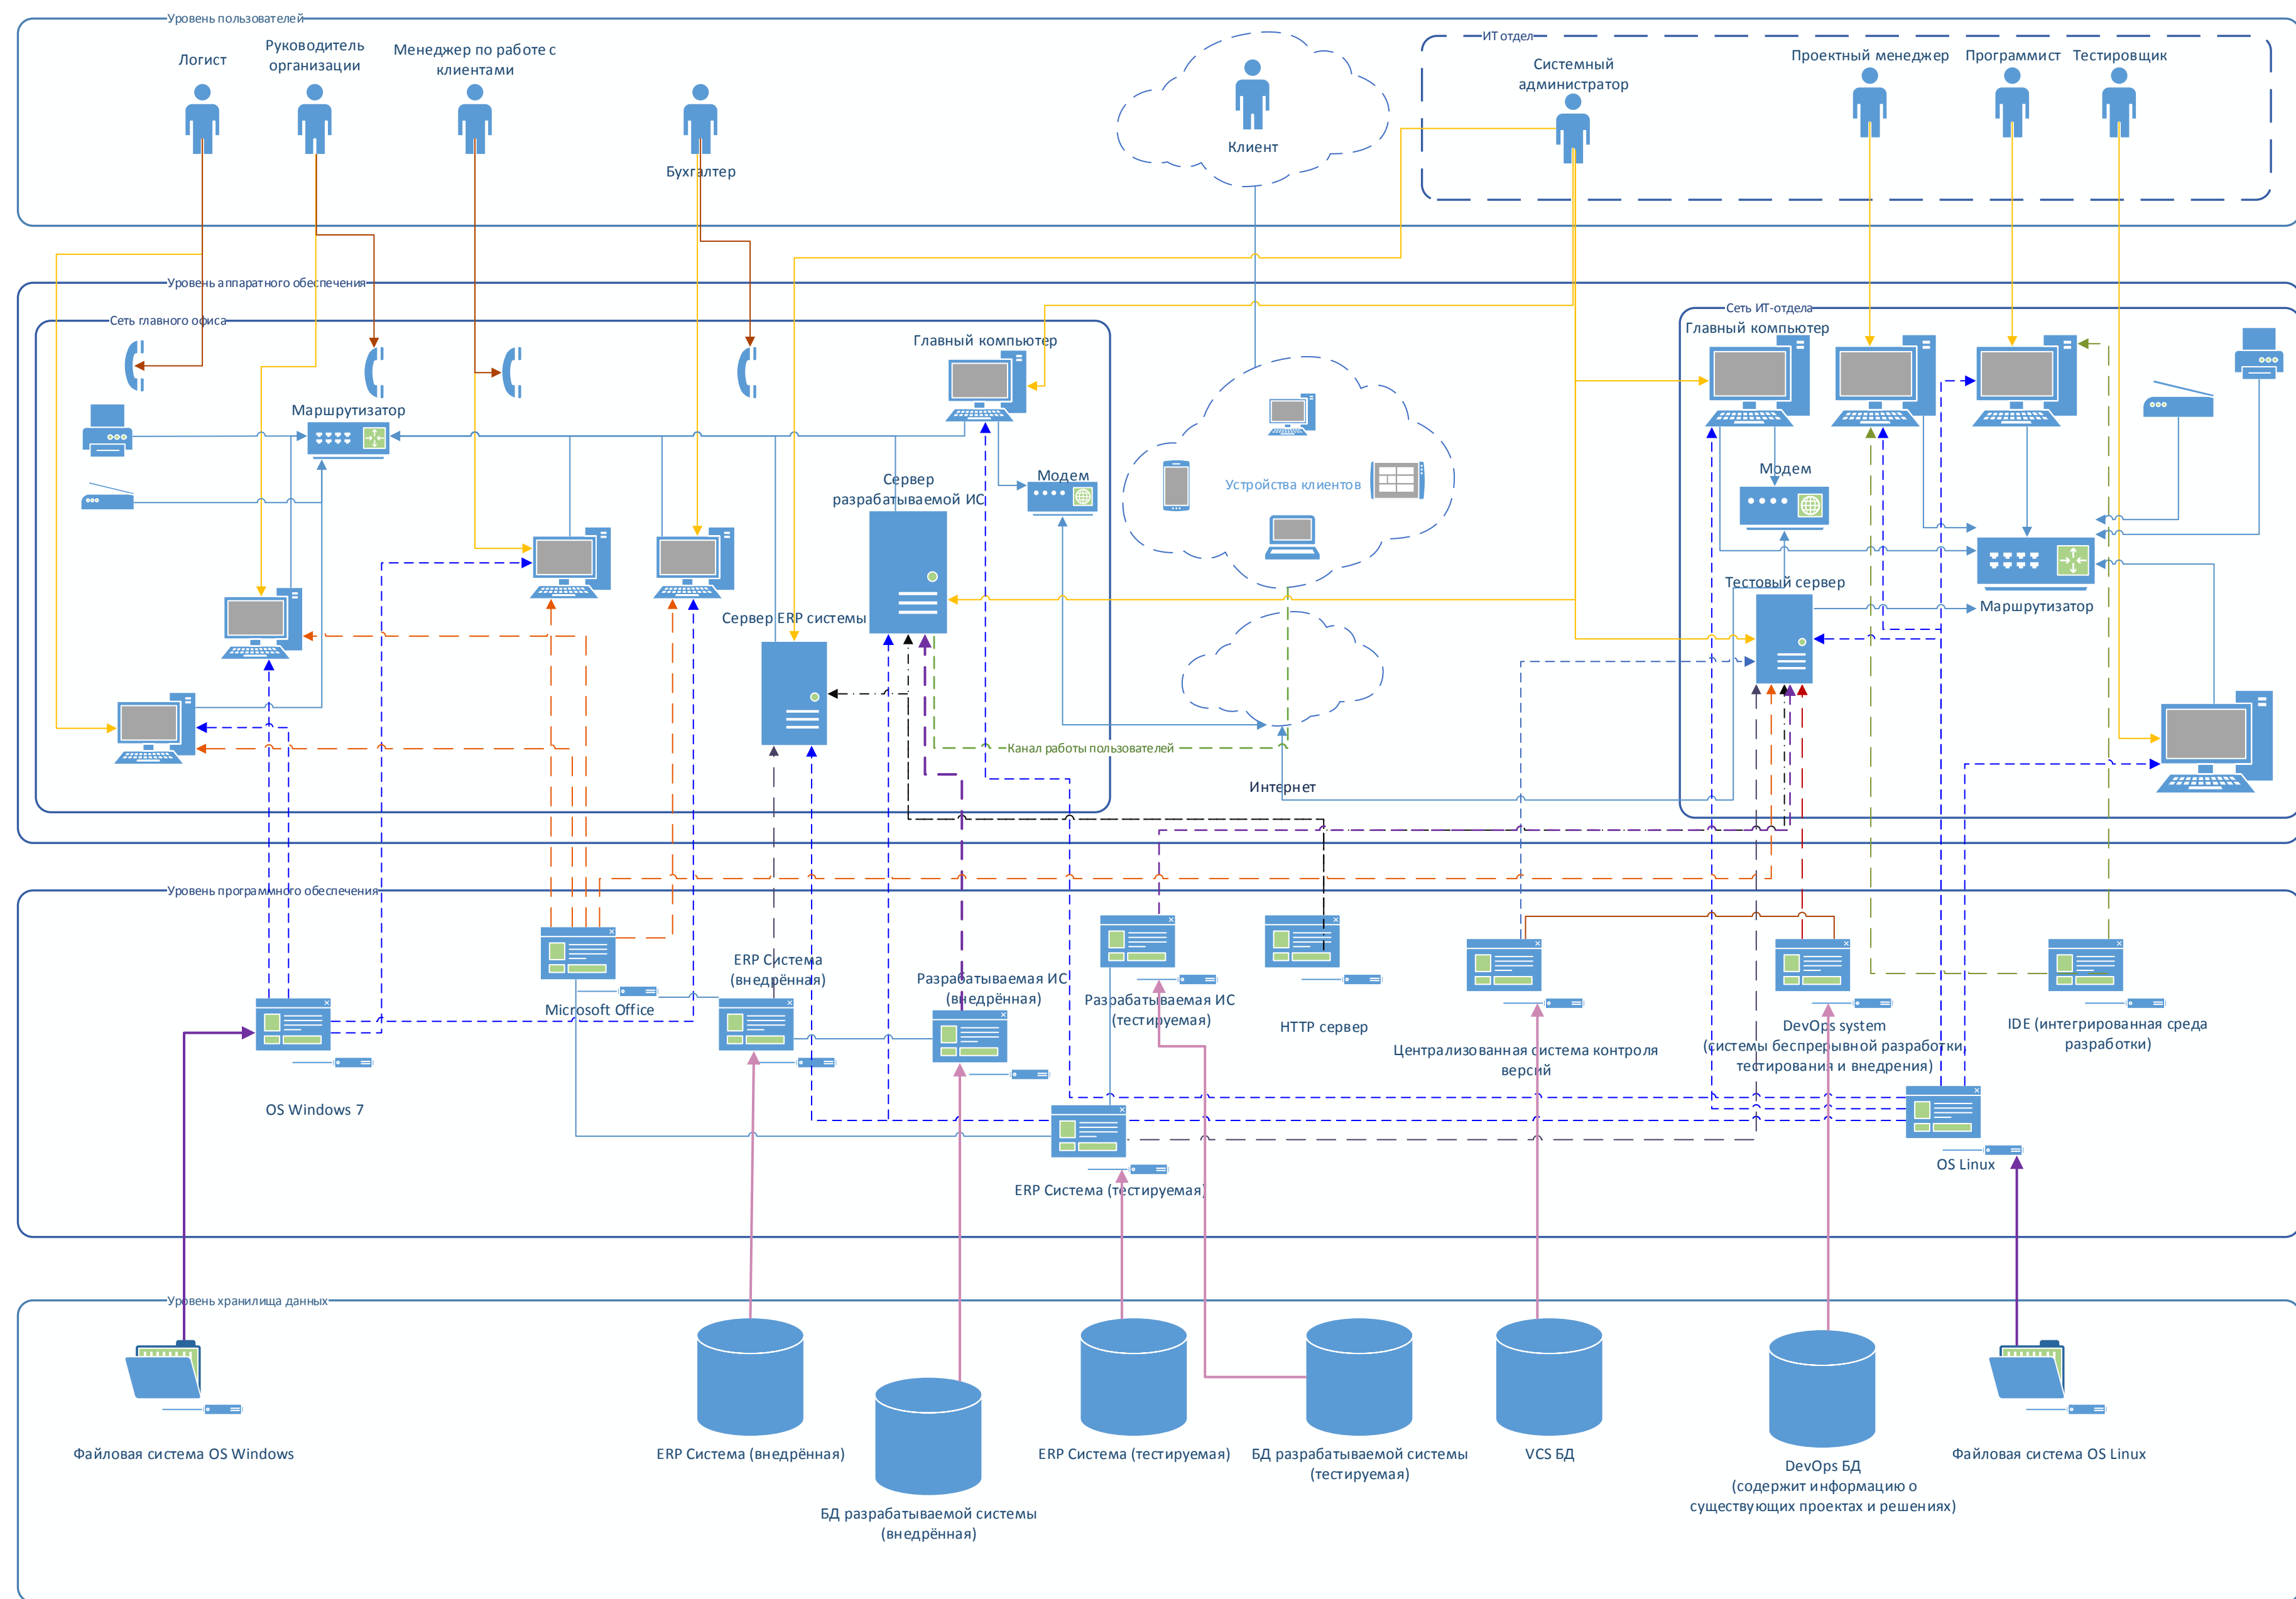 Уровень пользователей
Логист
Руководитель
организации
Менеджер по работе с
клиентами
Бухгалтер
Клиент
ИТ отдел
Системный
администратор
Проектный менеджер
Программист
Тестировщик
Уровень аппаратного обеспечения
Сеть главного офиса
Главный компьютер
Маршрутизатор
Сервер
разрабатываемой ИС
Модем
Сервер ERP системы
Устройства клиентов
Канал работы пользователей
Интернет
Сеть ИТ-отдела
Главный компьютер
Модем
Тестовый сервер
Маршрутизатор
Уровень программного обеспечения
OS Windows 7
Microsoft Office
ERP Система
(внедрённая)
Разрабатываемая ИС
(внедрённая)
Разрабатываемая ИС
(тестируемая)
HTTP сервер
Централизованная система контроля
версий
DevOps system
(системы беспрерывной разработки,
тестирования и внедрения)
IDE (интегрированная среда
разработки)
ERP Система (тестируемая)
OS Linux
Уровень хранилища данных
Файловая система OS Windows
ERP Система (внедрённая)
БД разрабатываемой системы
(внедрённая)
ERP Система (тестируемая)
БД разрабатываемой системы
(тестируемая)
VCS БД
DevOps БД
(содержит информацию о
существующих проектах и решениях)
Файловая система OS Linux